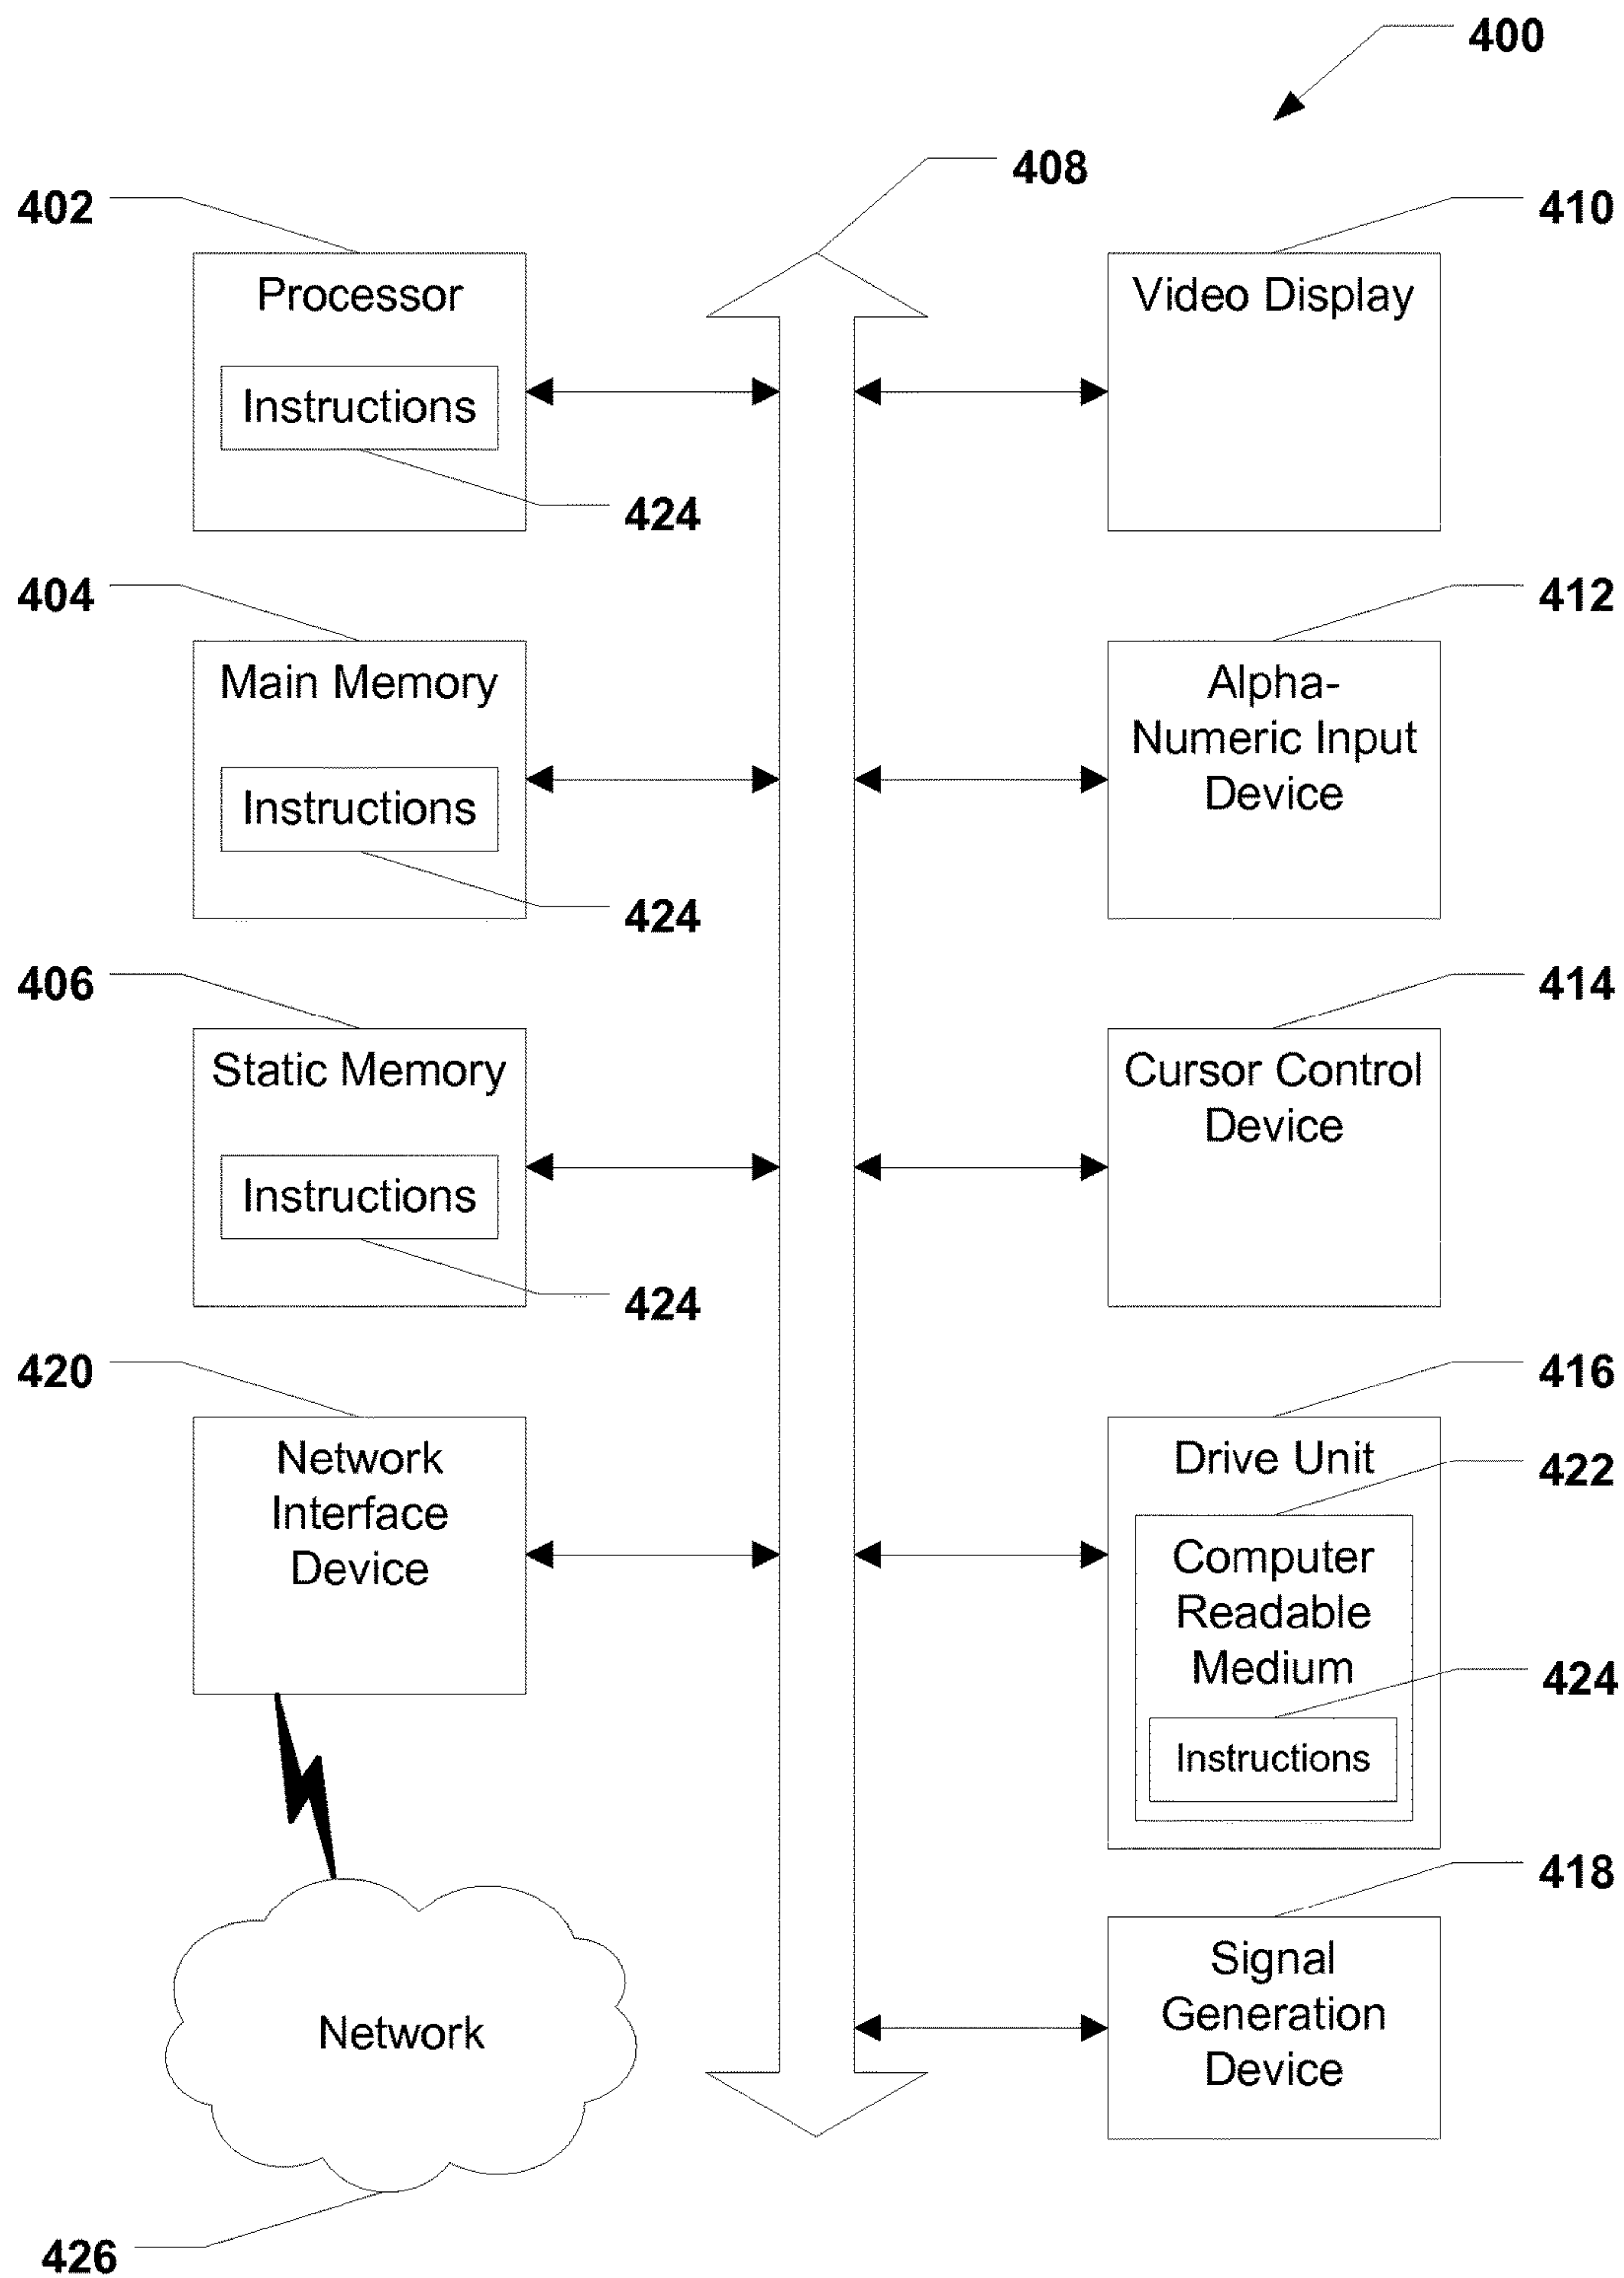 400
408
402
410
Processor
Video Display
Instructions
424
404
412
Main Memory
Alpha-
Numeric Input
Device
Instructions
424
406
414
Static Memory
Cursor Control
Device
Instructions
424
420
416
Network
Interface
Device
Drive Unit
422
Computer
Readable
Medium
424
Instructions
418
Signal
Generation
Device
Network
426